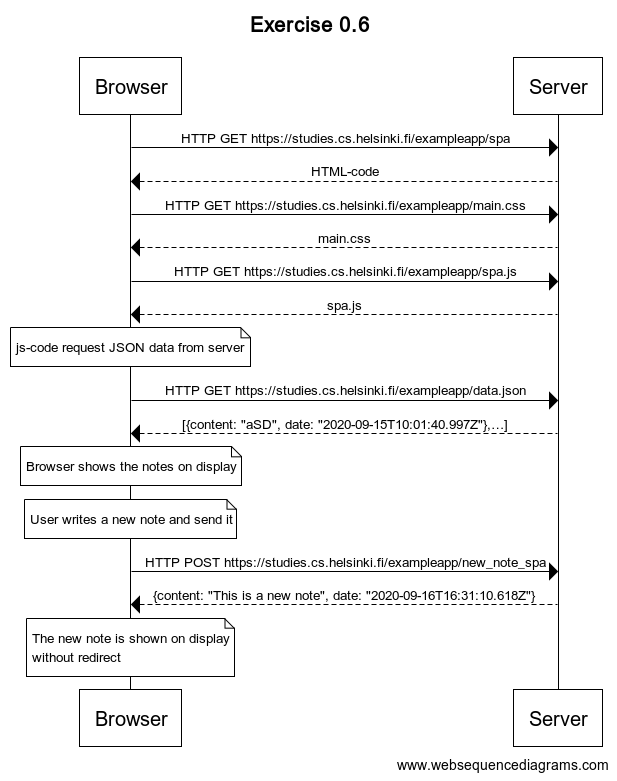 Exercise 0.6
Browser
Server
HTTP GET https://studies.cs.helsinki.fi/exampleapp/spa
HTML-code
HTTP GET https://studies.cs.helsinki.fi/exampleapp/main.css
main.css
HTTP GET https://studies.cs.helsinki.fi/exampleapp/spa.js
spa.js
js-code request JSON data from server
HTTP GET https://studies.cs.helsinki.fi/exampleapp/data.json
[{content: "aSD", date: "2020-09-15T10:01:40.997Z"},…]
Browser shows the notes on display
User writes a new note and send it
HTTP POST https://studies.cs.helsinki.fi/exampleapp/new_note_spa
{content: "This is a new note", date: "2020-09-16T16:31:10.618Z"}
The new note is shown on display
without redirect
Browser
Server
www.websequencediagrams.com